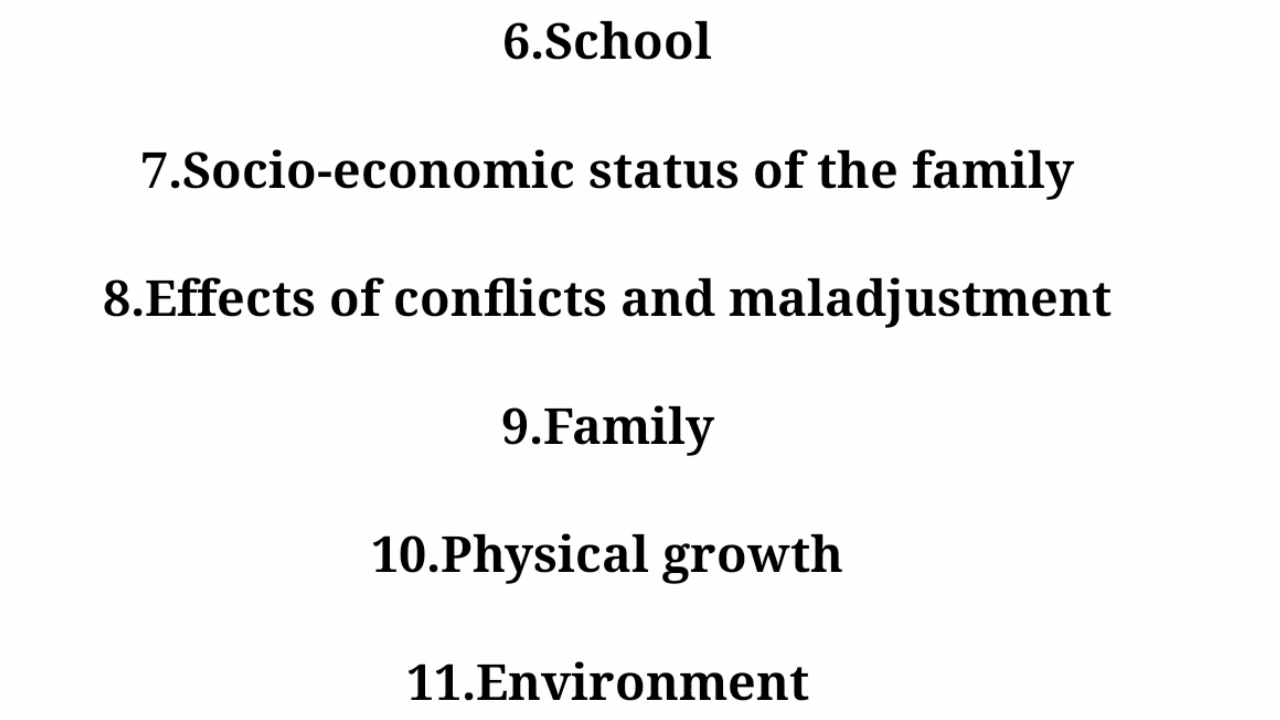 6.School
7.Socio-economic status of the family
8.Effects of conflicts and maladjustment
9.Family
10.Physical growth
11.Environment